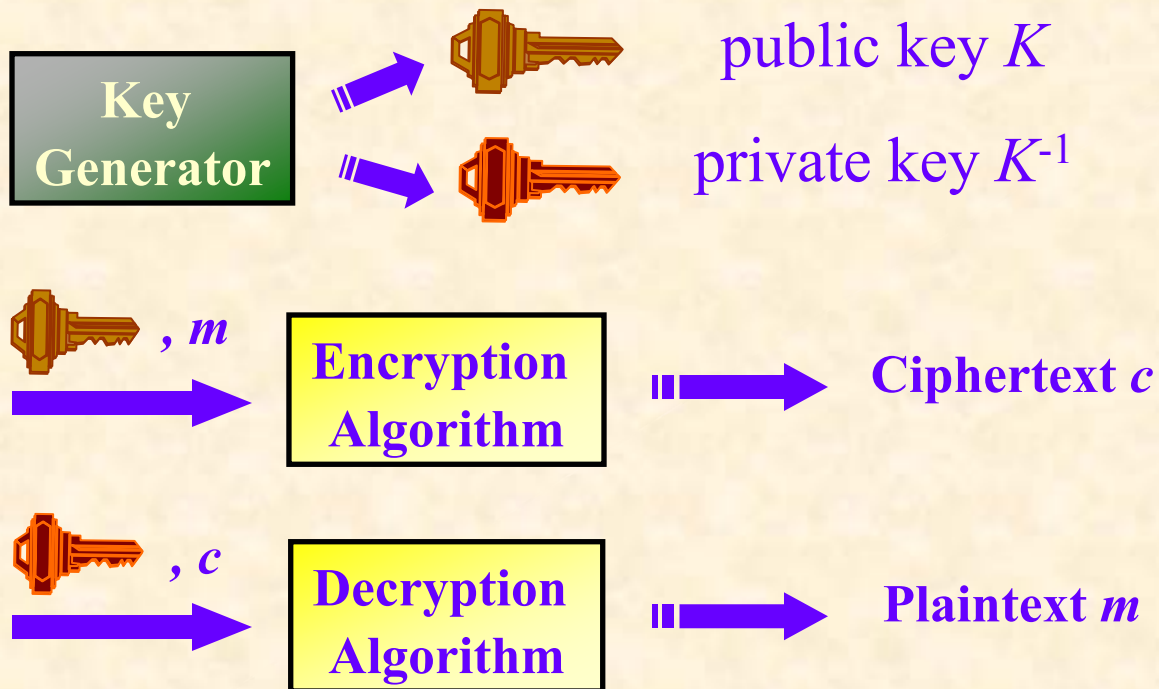 public key K
Key
Generator
private key K⁻¹
, m
Encryption
Algorithm
Ciphertext c
, c
Decryption
Algorithm
Plaintext m